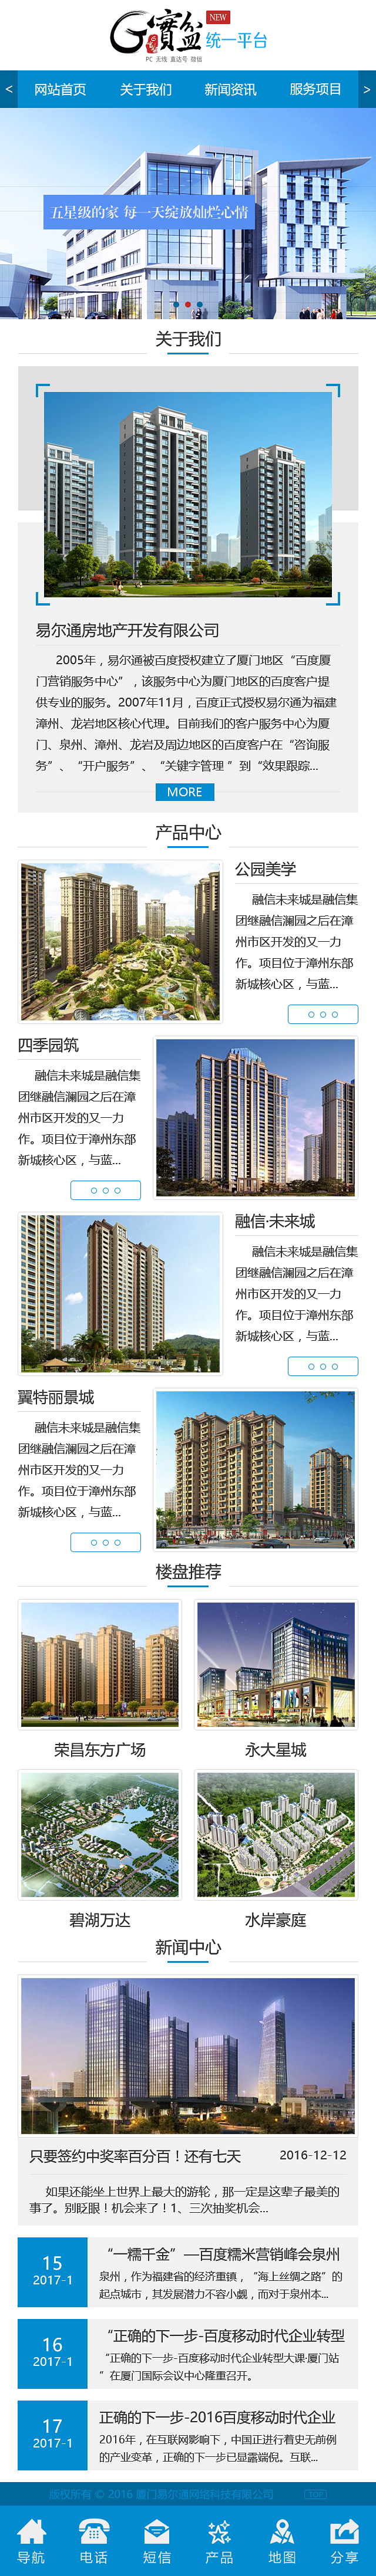 G寶盆 NEW
统一平台
PC 无线 直达号 微信
< 网站首页 关于我们 新闻资讯 服务项目 >
五星级的家 每一天绽放灿烂心情
关于我们
易尔通房地产开发有限公司
2005年，易尔通被百度授权建立了厦门地区“百度厦
门营销服务中心”，该服务中心为厦门地区的百度客户提
供专业的服务。2007年11月，百度正式授权易尔通为福建
漳州、龙岩地区核心代理。目前我们的客户服务中心为厦
门、泉州、漳州、龙岩及周边地区的百度客户在“咨询服
务”、“开户服务”、“关键字管理 ”到“效果跟踪...
MORE
产品中心
公园美学
融信未来城是融信集
团继融信澜园之后在漳
州市区开发的又一力
作。项目位于漳州东部
新城核心区，与蓝...
四季园筑
融信未来城是融信集
团继融信澜园之后在漳
州市区开发的又一力
作。项目位于漳州东部
新城核心区，与蓝...
融信·未来城
融信未来城是融信集
团继融信澜园之后在漳
州市区开发的又一力
作。项目位于漳州东部
新城核心区，与蓝...
翼特丽景城
融信未来城是融信集
团继融信澜园之后在漳
州市区开发的又一力
作。项目位于漳州东部
新城核心区，与蓝...
楼盘推荐
荣昌东方广场 永大星城
碧湖万达 水岸豪庭
新闻中心
只要签约中奖率百分百！还有七天 2016-12-12
如果还能坐上世界上最大的游轮，那一定是这辈子最美的
事了。别眨眼！机会来了！1、三次抽奖机会...
15
2017-1
“一糯千金”—百度糯米营销峰会泉州
泉州，作为福建省的经济重镇，“海上丝绸之路”的
起点城市，其发展潜力不容小觑，而对于泉州本...
16
2017-1
“正确的下一步-百度移动时代企业转型
“正确的下一步-百度移动时代企业转型大课·厦门站
”在厦门国际会议中心隆重召开。
17
2017-1
正确的下一步-2016百度移动时代企业
2016年，在互联网影响下，中国正进行着史无前例
的产业变革，正确的下一步已显露端倪。互联...
版权所有 © 2016 厦门易尔通网络科技有限公司 TOP
导航 电话 短信 产品 地图 分享